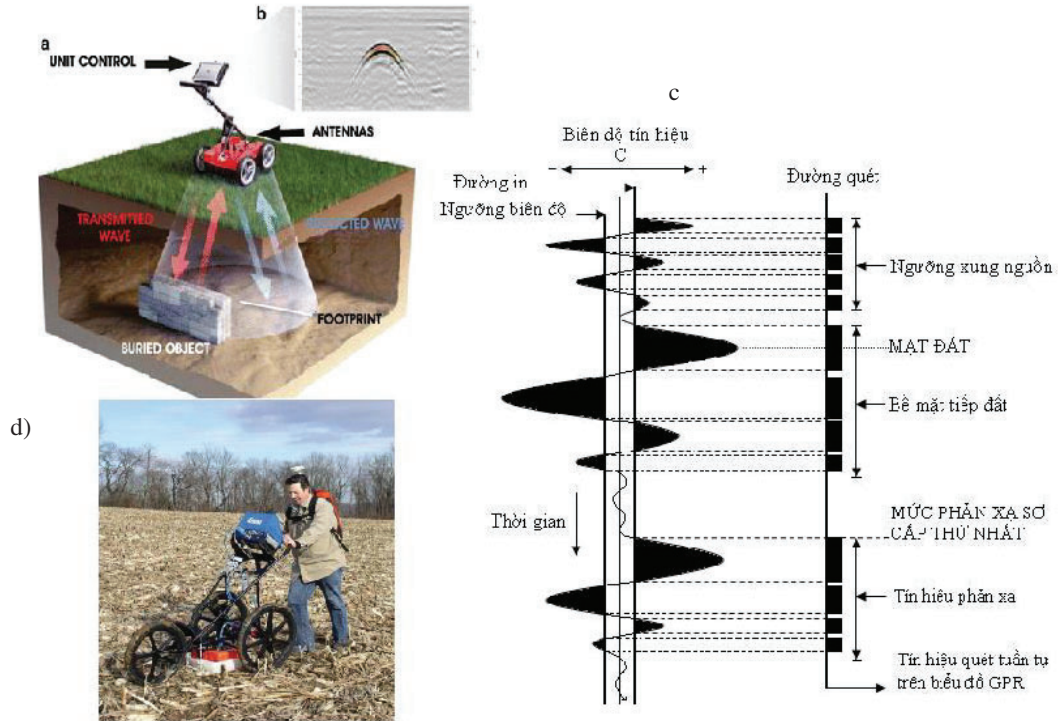 a
b
UNIT CONTROL
ANTENNAS
TRANSMITTED
WAVE
REFLECTED WAVE
FOOTPRINT
BURIED OBJECT
d)
c
Biên độ tín hiệu
C
− +
Đường in
Ngưỡng biên độ
Đường quét
Ngưỡng xung nguồn
MẠT ĐẤT
Bề mặt tiếp đất
Thời gian
MỨC PHẢN XẠ SƠ
CẤP THỨ NHẤT
Tín hiệu phản xạ
Tín hiệu quét tuần tự
trên biểu đồ GPR